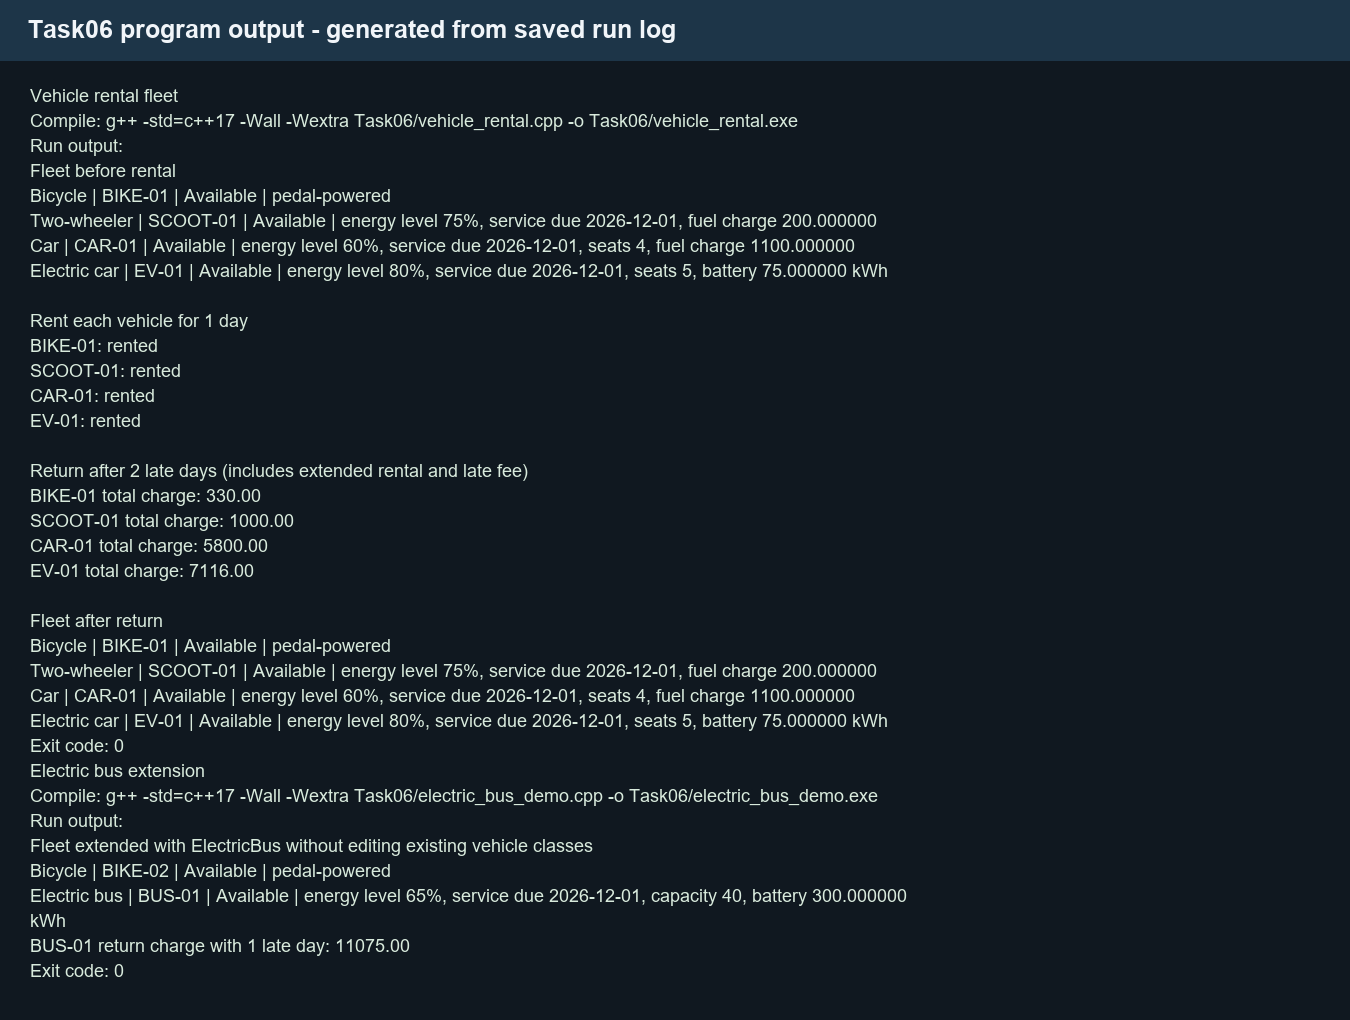 Task06 program output - generated from saved run log
Vehicle rental fleet
Compile: g++ -std=c++17 -Wall -Wextra Task06/vehicle_rental.cpp -o Task06/vehicle_rental.exe
Run output:
Fleet before rental
Bicycle | BIKE-01 | Available | pedal-powered
Two-wheeler | SCOOT-01 | Available | energy level 75%, service due 2026-12-01, fuel charge 200.000000
Car | CAR-01 | Available | energy level 60%, service due 2026-12-01, seats 4, fuel charge 1100.000000
Electric car | EV-01 | Available | energy level 80%, service due 2026-12-01, seats 5, battery 75.000000 kWh
Rent each vehicle for 1 day
BIKE-01: rented
SCOOT-01: rented
CAR-01: rented
EV-01: rented
Return after 2 late days (includes extended rental and late fee)
BIKE-01 total charge: 330.00
SCOOT-01 total charge: 1000.00
CAR-01 total charge: 5800.00
EV-01 total charge: 7116.00
Fleet after return
Bicycle | BIKE-01 | Available | pedal-powered
Two-wheeler | SCOOT-01 | Available | energy level 75%, service due 2026-12-01, fuel charge 200.000000
Car | CAR-01 | Available | energy level 60%, service due 2026-12-01, seats 4, fuel charge 1100.000000
Electric car | EV-01 | Available | energy level 80%, service due 2026-12-01, seats 5, battery 75.000000 kWh
Exit code: 0
Electric bus extension
Compile: g++ -std=c++17 -Wall -Wextra Task06/electric_bus_demo.cpp -o Task06/electric_bus_demo.exe
Run output:
Fleet extended with ElectricBus without editing existing vehicle classes
Bicycle | BIKE-02 | Available | pedal-powered
Electric bus | BUS-01 | Available | energy level 65%, service due 2026-12-01, capacity 40, battery 300.000000
kWh
BUS-01 return charge with 1 late day: 11075.00
Exit code: 0